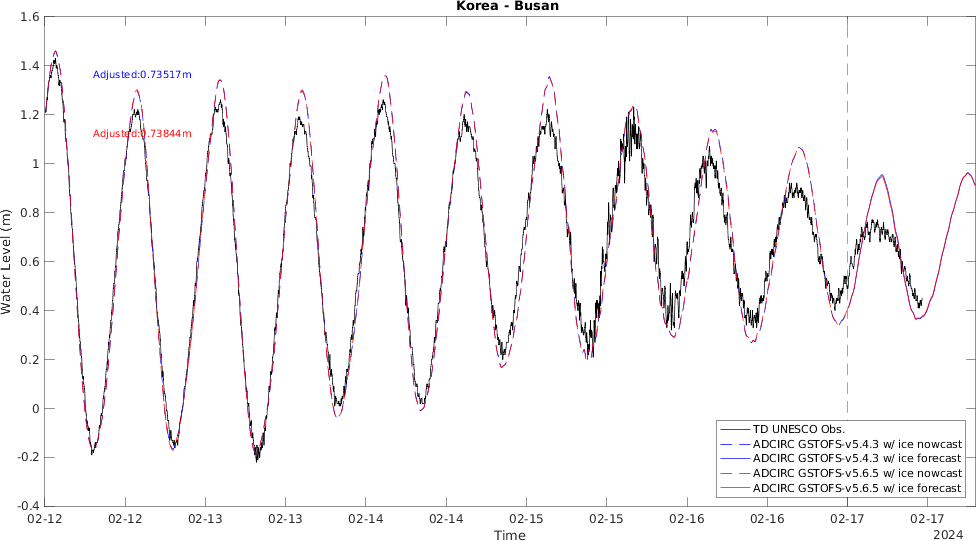 Korea - Busan
1.6
1.4
1.2
1
0.8
0.6
0.4
0.2
0
-0.2
-0.4
Water Level (m)
Adjusted:0.73517m
Adjusted:0.73844m
TD UNESCO Obs.
ADCIRC GSTOFS-v5.4.3 w/ ice nowcast
ADCIRC GSTOFS-v5.4.3 w/ ice forecast
ADCIRC GSTOFS-v5.6.5 w/ ice nowcast
ADCIRC GSTOFS-v5.6.5 w/ ice forecast
02-12 02-12 02-13 02-13 02-14 02-14 02-15 02-15 02-16 02-16 02-17 02-17
Time
2024